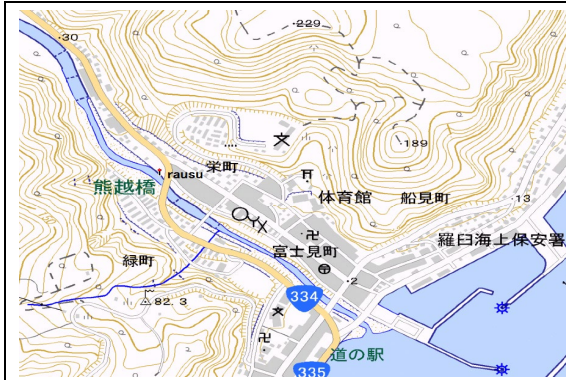 229
30
189
栄町
rausu
熊越橋
体育館
船見町
13
羅臼海上保安署
富士見町
緑町
2
82.3
334
道の駅
335